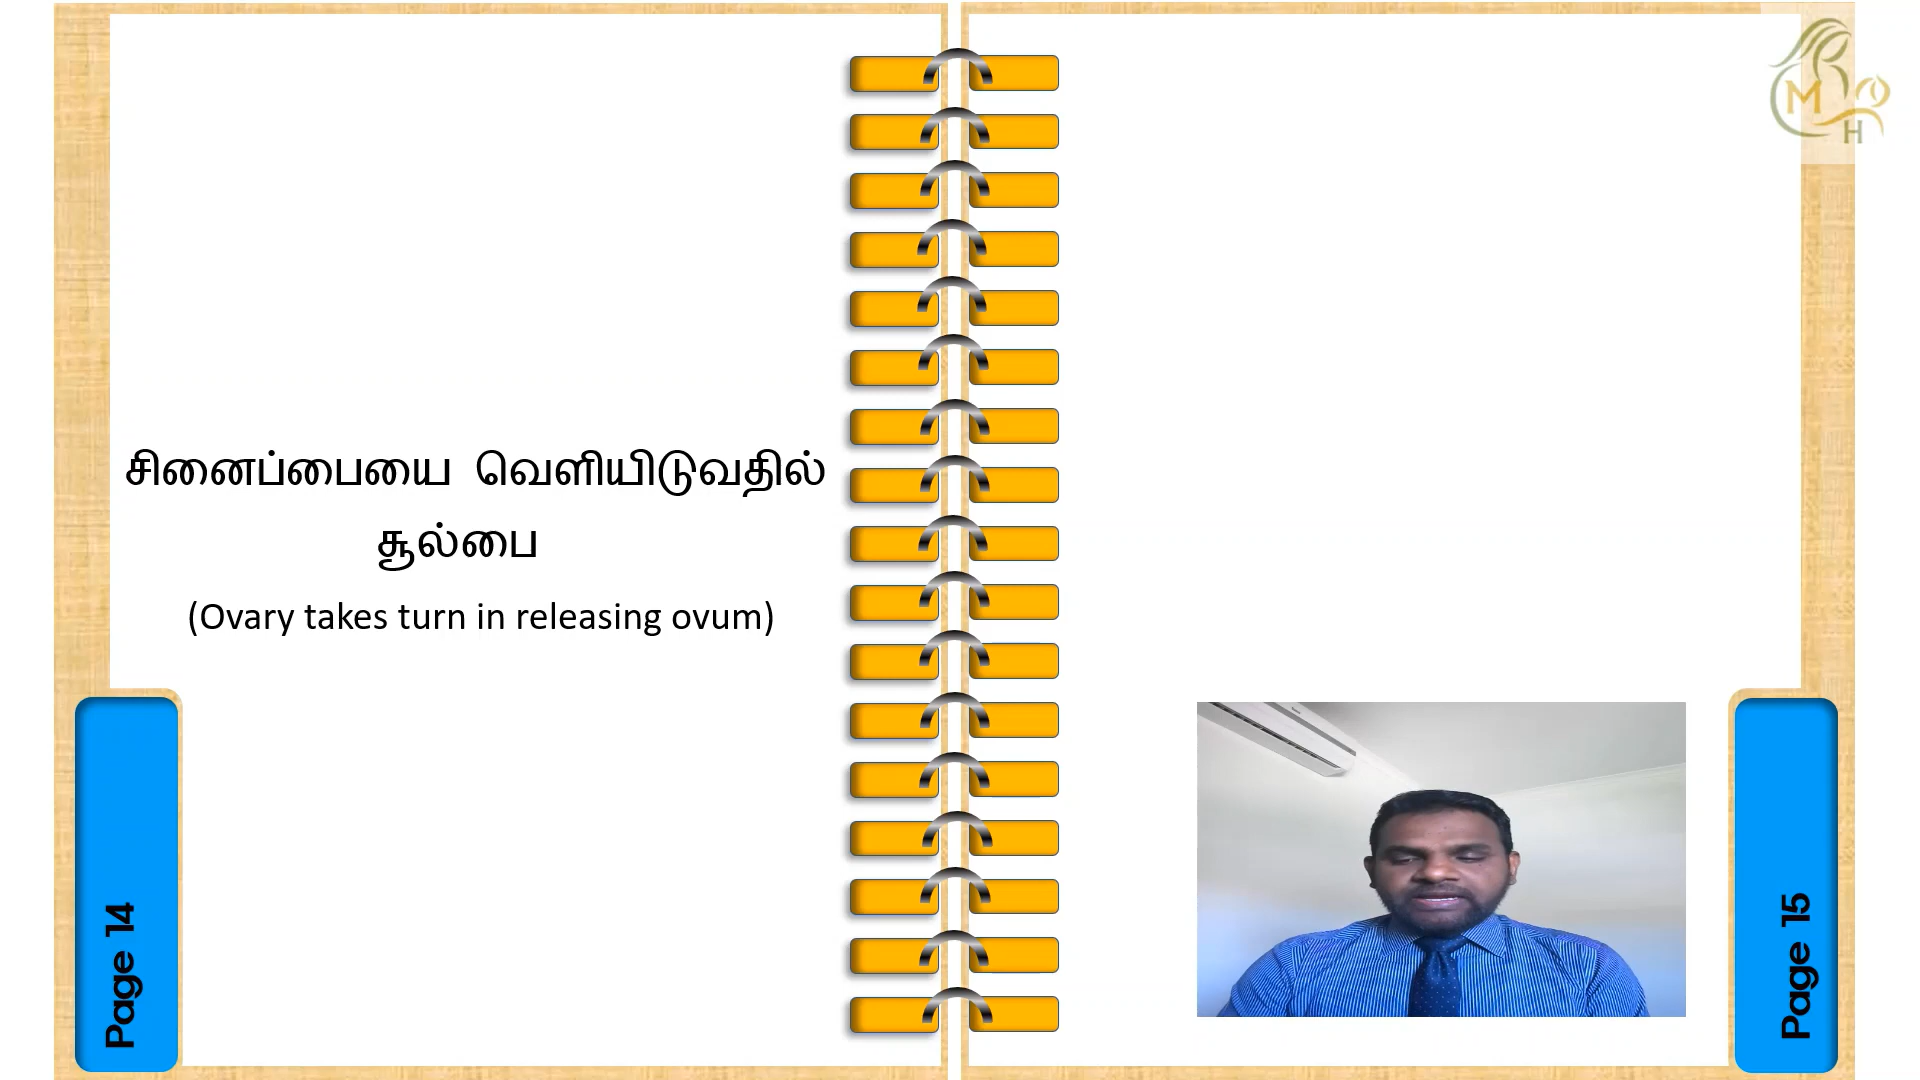 சினைப்பையை வெளியிடுவதில்
சூல்பை
(Ovary takes turn in releasing ovum)
Page 14
Page 15
M
H